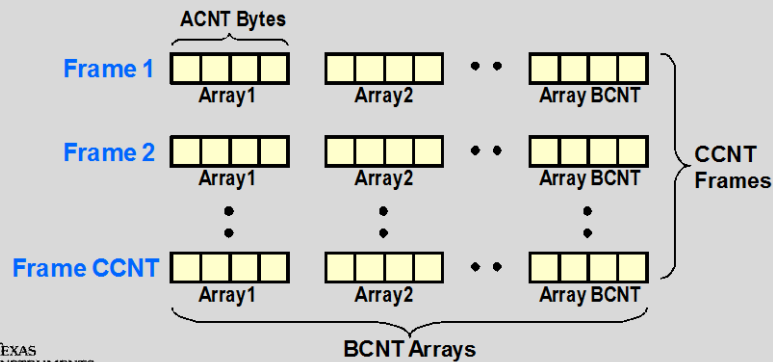 ACNT Bytes
Frame 1
Array1 Array2 Array BCNT
Frame 2
Array1 Array2 Array BCNT
CCNT
Frames
Frame CCNT
Array1 Array2 Array BCNT
BCNT Arrays
EXAS